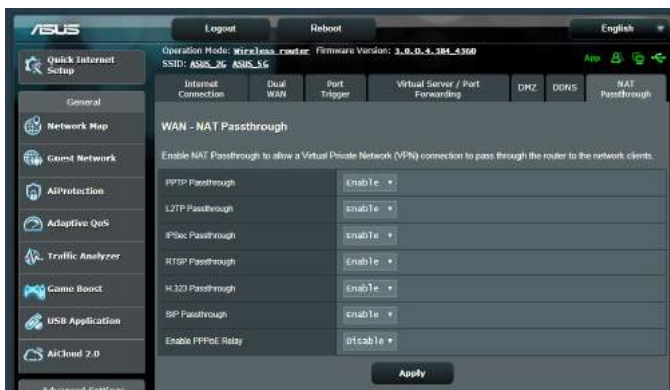 ASUS
Logout
Reboot
English
Quick Internet Setup
Operation Mode: Wireless router Firmware Version: 3.0.0.4.384_4360
SSID: ASUS_2G ASUS_5G
App
Internet Connection
Dual WAN
Port Trigger
Virtual Server / Port Forwarding
DMZ
DDNS
NAT Passthrough
General
Network Map
Guest Network
AiProtection
Adaptive QoS
Traffic Analyzer
Game Boost
USB Application
AiCloud 2.0
Advanced Settings
WAN - NAT Passthrough
Enable NAT Passthrough to allow a Virtual Private Network (VPN) connection to pass through the router to the network clients.
PPTP Passthrough Enable
L2TP Passthrough Enable
IPSec Passthrough Enable
RTSP Passthrough Enable
H.323 Passthrough Enable
SIP Passthrough Enable
Enable PPPoE Relay Disable
Apply